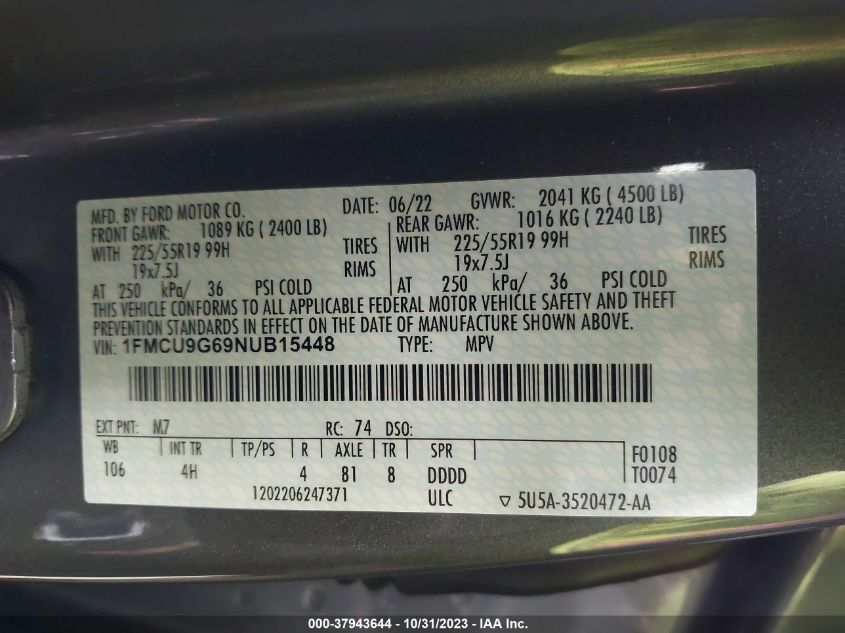 MFD. BY FORD MOTOR CO. DATE: 06/22 GVWR: 2041 KG ( 4500 LB)
FRONT GAWR: 1089 KG ( 2400 LB) REAR GAWR: 1016 KG ( 2240 LB)
WITH 225/55R19 99H TIRES WITH 225/55R19 99H TIRES
19x7.5J RIMS 19x7.5J RIMS
AT 250 kPa/ 36 PSI COLD AT 250 kPa/ 36 PSI COLD
THIS VEHICLE CONFORMS TO ALL APPLICABLE FEDERAL MOTOR VEHICLE SAFETY AND THEFT
PREVENTION STANDARDS IN EFFECT ON THE DATE OF MANUFACTURE SHOWN ABOVE.
VIN: 1FMCU9G69NUB15448 TYPE: MPV
EXT PNT: M7 RC: 74 DSO:
WB INT TR TP/PS R AXLE TR SPR F0108
106 4H 4 81 8 DDDD T0074
1202206247371 ULC ▽ 5U5A-3520472-AA
000-37943644 - 10/31/2023 - IAA Inc.